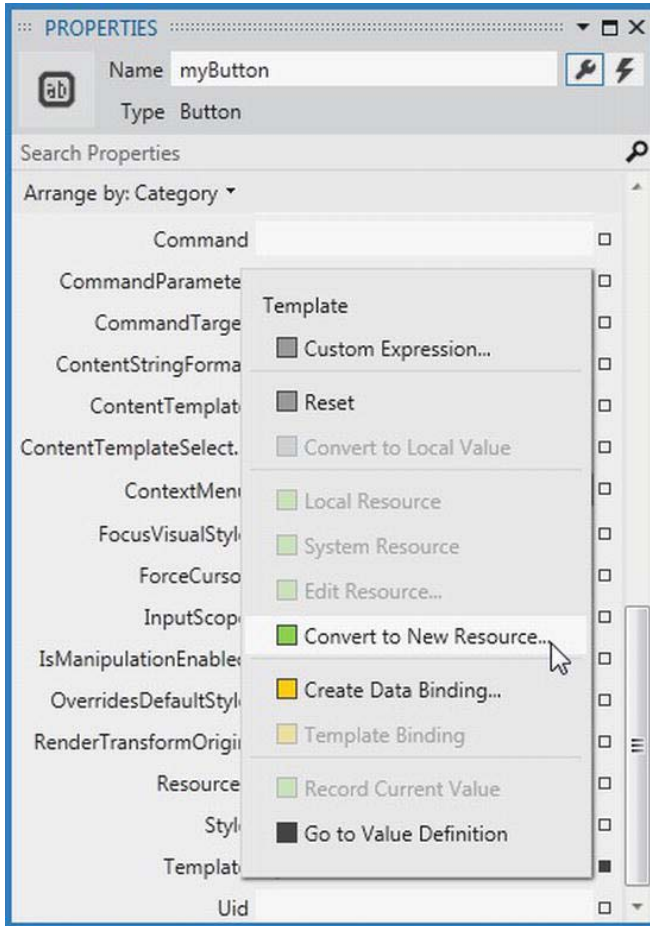 PROPERTIES
Name myButton
Type Button
Search Properties
Arrange by: Category
Command
CommandParamete
CommandTarge
ContentStringForma
ContentTemplat
ContentTemplateSelect.
ContextMen
FocusVisualStyl
ForceCurso
InputScop
IsManipulationEnable
OverridesDefaultStyl
RenderTransformOrigi
Resource
Styl
Templat
Uid
Template
Custom Expression...
Reset
Convert to Local Value
Local Resource
System Resource
Edit Resource...
Convert to New Resource...
Create Data Binding...
Template Binding
Record Current Value
Go to Value Definition